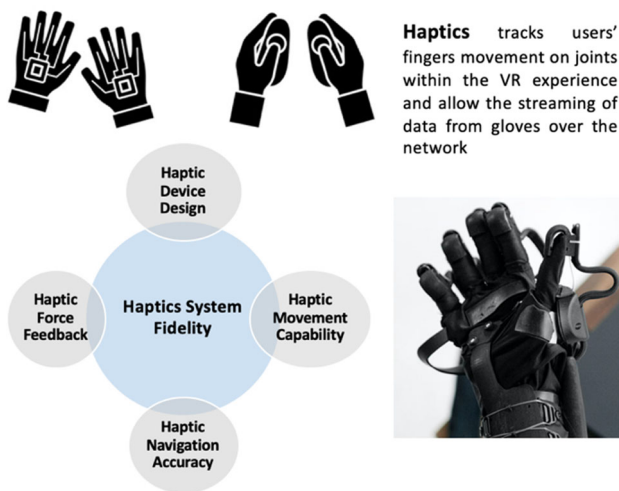 Haptics tracks users'
fingers movement on joints
within the VR experience
and allow the streaming of
data from gloves over the
network
Haptic
Device
Design
Haptic
Force
Feedback
Haptics System
Fidelity
Haptic
Movement
Capability
Haptic
Navigation
Accuracy